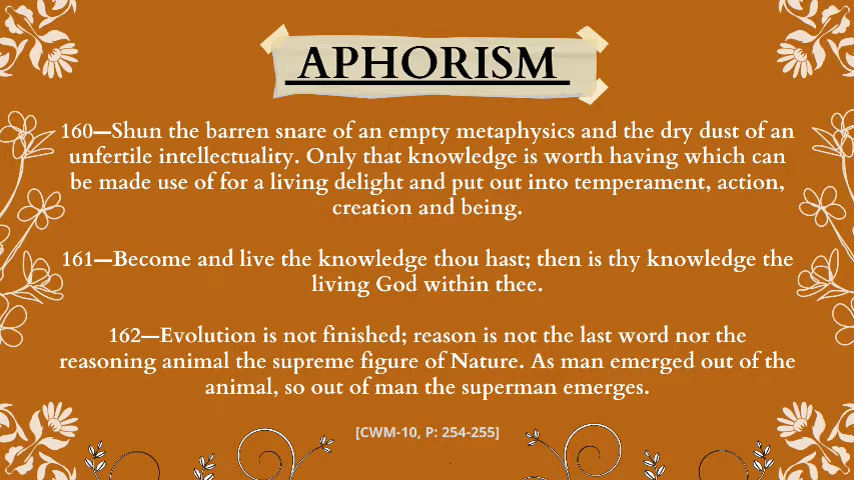 APHORISM
160—Shun the barren snare of an empty metaphysics and the dry dust of an
unfertile intellectuality. Only that knowledge is worth having which can
be made use of for a living delight and put out into temperament, action,
creation and being.
161—Become and live the knowledge thou hast; then is thy knowledge the
living God within thee.
162—Evolution is not finished; reason is not the last word nor the
reasoning animal the supreme figure of Nature. As man emerged out of the
animal, so out of man the superman emerges.
[CWM-10, P: 254-255]